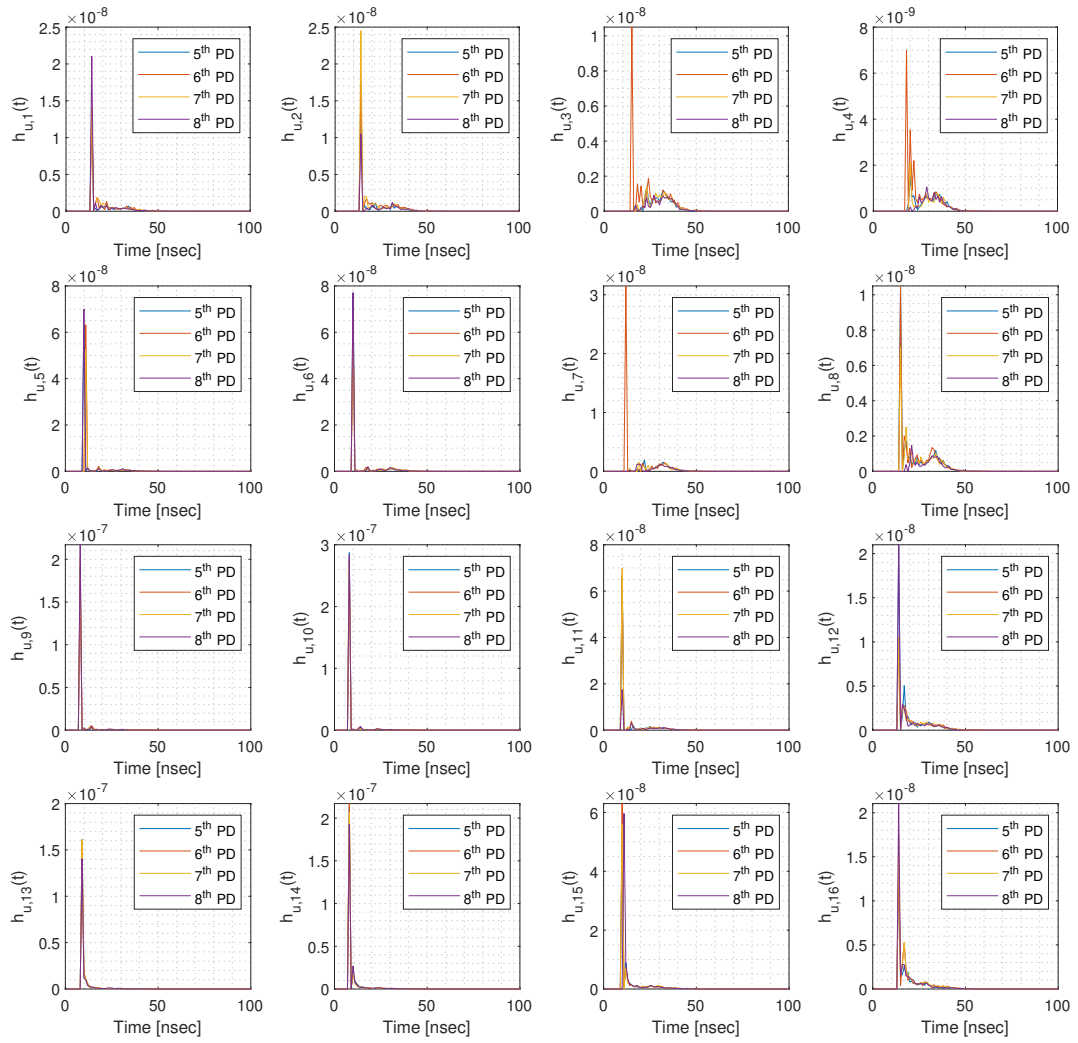 ×10^-8 ×10^-8 ×10^-8 ×10^-9
2.5 2.5 1 8
2 2 0.8 6
1.5 1.5 0.6 4
1 1 0.4 2
0.5 0.5 0.2
0 0 0 0
h_u,1(t) h_u,2(t) h_u,3(t) h_u,4(t)
5th PD 5th PD 5th PD 5th PD
6th PD 6th PD 6th PD 6th PD
7th PD 7th PD 7th PD 7th PD
8th PD 8th PD 8th PD 8th PD
0 50 100 0 50 100 0 50 100 0 50 100
Time [nsec] Time [nsec] Time [nsec] Time [nsec]
×10^-8 ×10^-8 ×10^-8 ×10^-8
8 8 3 1
6 6 2 0.8
4 4 1 0.6
2 2 0 0.4
0 0 0.2
0
h_u,5(t) h_u,6(t) h_u,7(t) h_u,8(t)
5th PD 5th PD 5th PD 5th PD
6th PD 6th PD 6th PD 6th PD
7th PD 7th PD 7th PD 7th PD
8th PD 8th PD 8th PD 8th PD
0 50 100 0 50 100 0 50 100 0 50 100
Time [nsec] Time [nsec] Time [nsec] Time [nsec]
×10^-7 ×10^-7 ×10^-8 ×10^-8
2 3 8 2
1.5 2 6 1.5
1 1 4 1
0.5 0 2 0.5
0 0 0
h_u,9(t) h_u,10(t) h_u,11(t) h_u,12(t)
5th PD 5th PD 5th PD 5th PD
6th PD 6th PD 6th PD 6th PD
7th PD 7th PD 7th PD 7th PD
8th PD 8th PD 8th PD 8th PD
0 50 100 0 50 100 0 50 100 0 50 100
Time [nsec] Time [nsec] Time [nsec] Time [nsec]
×10^-7 ×10^-7 ×10^-8 ×10^-8
2 2 6 2
1.5 1.5 4 1.5
1 1 2 1
0.5 0.5 0 0.5
0 0 0
h_u,13(t) h_u,14(t) h_u,15(t) h_u,16(t)
5th PD 5th PD 5th PD 5th PD
6th PD 6th PD 6th PD 6th PD
7th PD 7th PD 7th PD 7th PD
8th PD 8th PD 8th PD 8th PD
0 50 100 0 50 100 0 50 100 0 50 100
Time [nsec] Time [nsec] Time [nsec] Time [nsec]